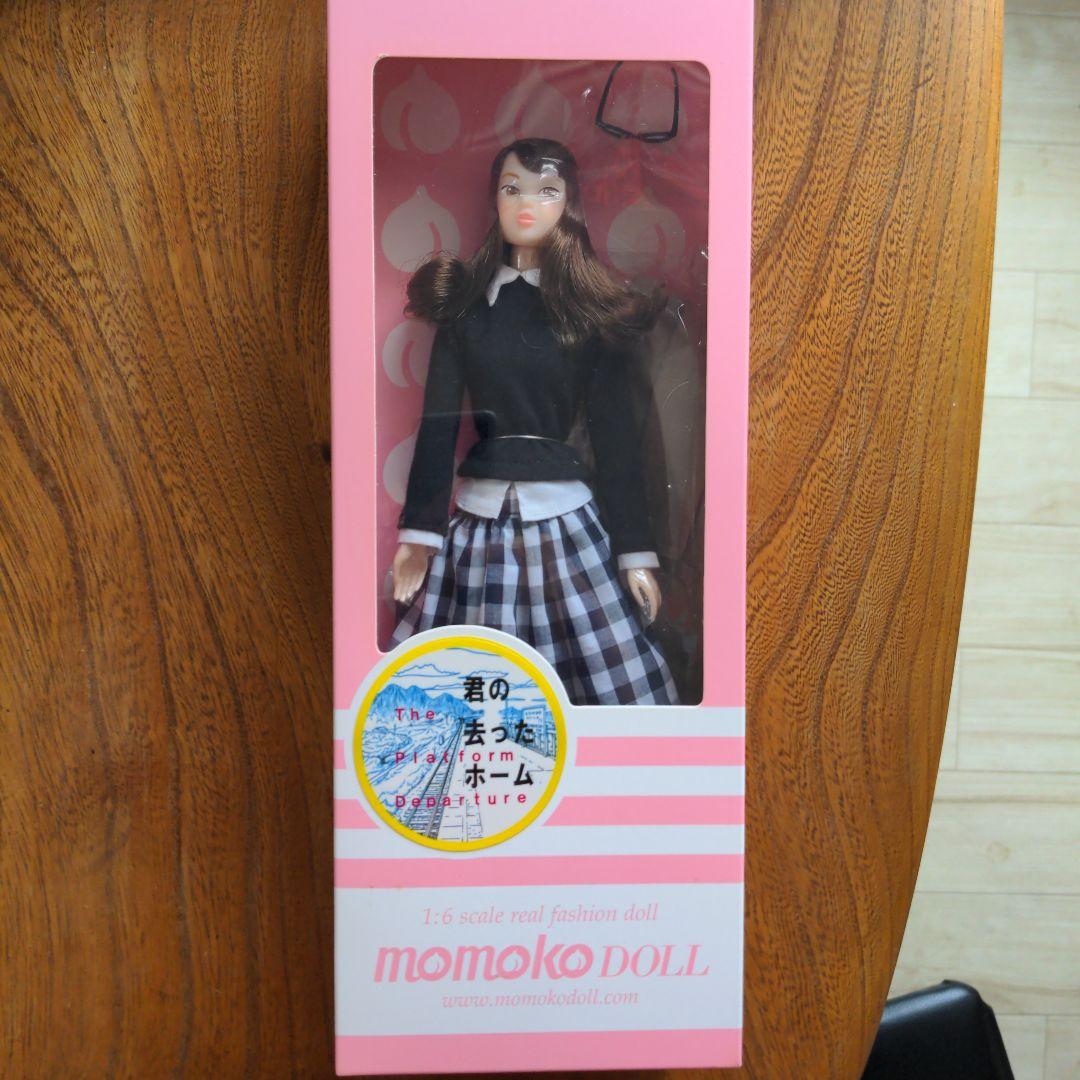 君の
The
去った
Platform
ホーム
Departure
1:6 scale real fashion doll
momoko DOLL
www.momokodoll.com